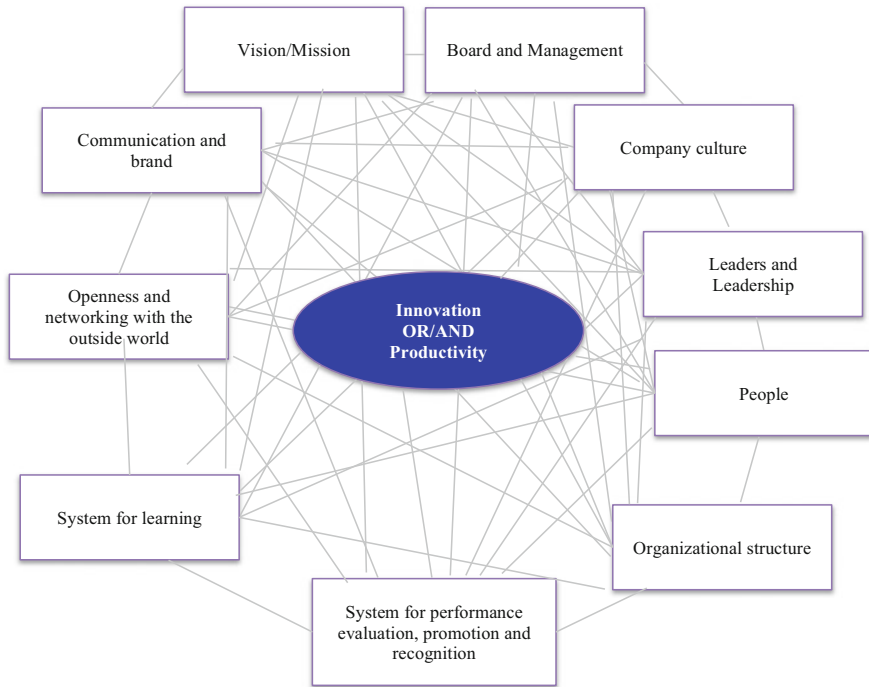 Vision/Mission
Board and Management
Communication and
brand
Company culture
Leaders and
Leadership
Openness and
networking with the
outside world
Innovation
OR/AND
Productivity
People
System for learning
Organizational structure
System for performance
evaluation, promotion and
recognition